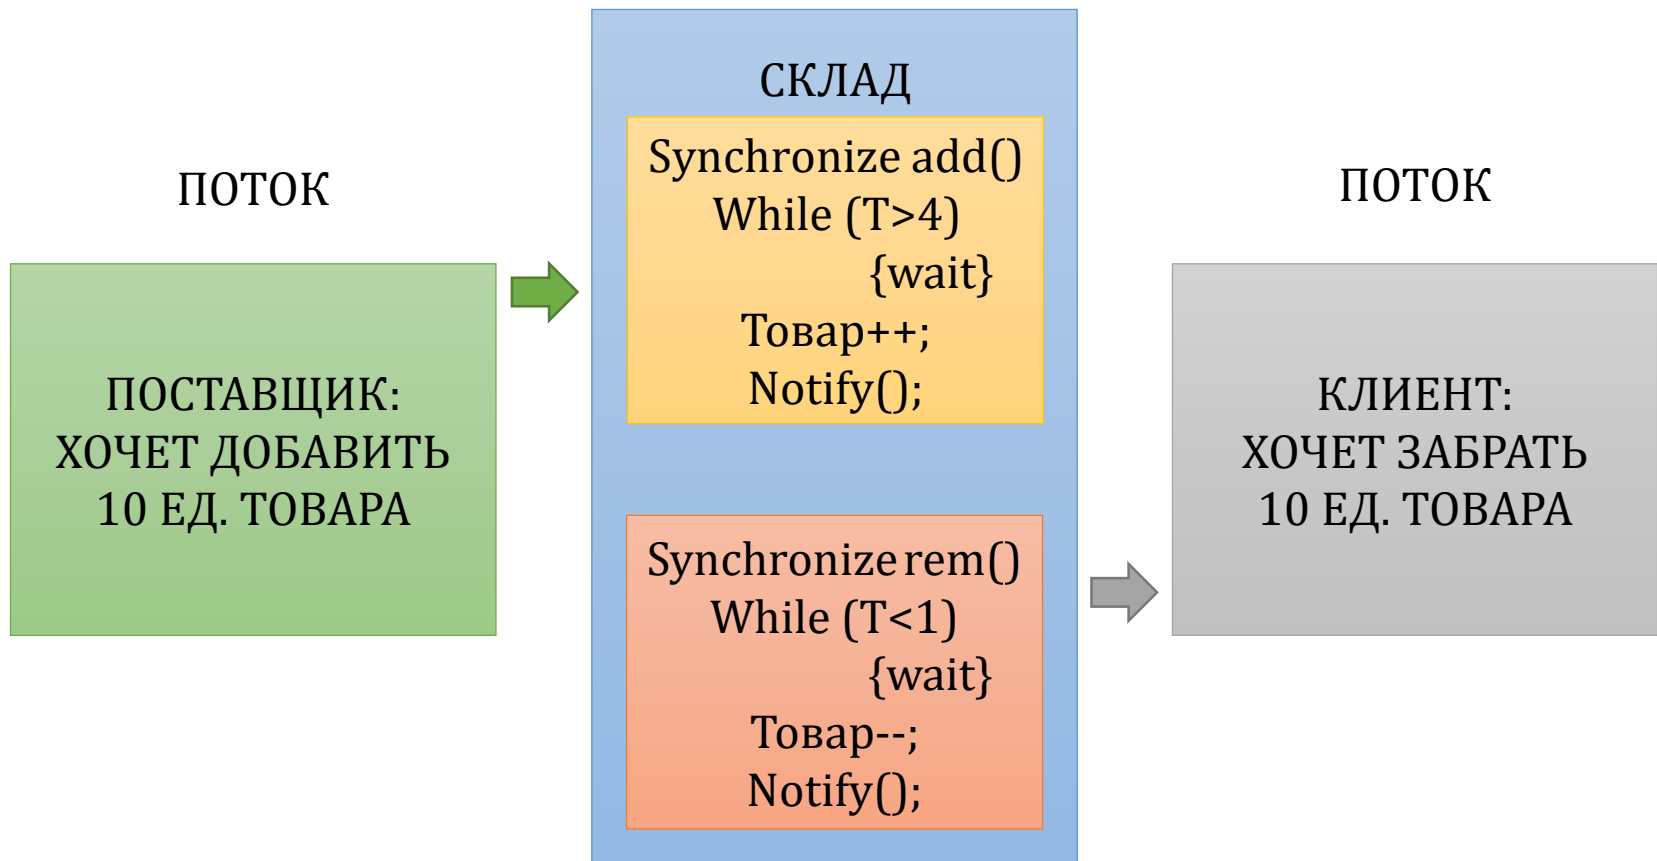 ПОТОК
ПОСТАВЩИК:
ХОЧЕТ ДОБАВИТЬ
10 ЕД. ТОВАРА
СКЛАД
Synchronize add()
While (T>4)
{wait}
Товар++;
Notify();
Synchronize rem()
While (T<1)
{wait}
Товар--;
Notify();
ПОТОК
КЛИЕНТ:
ХОЧЕТ ЗАБРАТЬ
10 ЕД. ТОВАРА